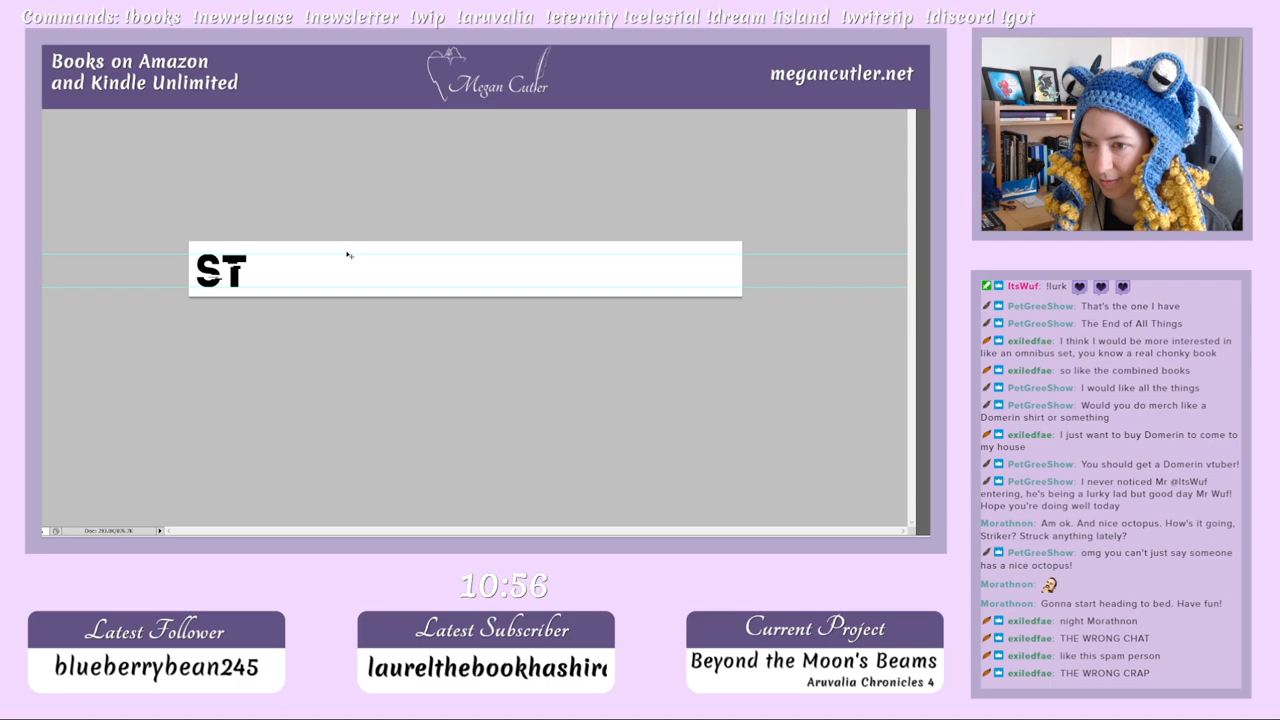 Commands: !books !newrelease !newsletter !wip !aruvalia !eternity !celestial !dream !island !writetip !discord !got
Books on Amazon
and Kindle Unlimited
Megan Cutler
megancutler.net
ST
Doc: 293.0K/876.7K
ItsWuf: !lurk
PetGreeShow: That's the one I have
PetGreeShow: The End of All Things
exiledfae: I think I would be more interested in
like an omnibus set, you know a real chonky book
exiledfae: so like the combined books
PetGreeShow: I would like all the things
PetGreeShow: Would you do merch like a
Domerin shirt or something
exiledfae: I just want to buy Domerin to come to
my house
PetGreeShow: You should get a Domerin vtuber!
PetGreeShow: I never noticed Mr @ItsWuf
entering, he's being a lurky lad but good day Mr Wuf!
Hope you're doing well today
Morathnon: Am ok. And nice octopus. How's it going,
Striker? Struck anything lately?
PetGreeShow: omg you can't just say someone
has a nice octopus!
Morathnon:
Morathnon: Gonna start heading to bed. Have fun!
exiledfae: night Morathnon
exiledfae: THE WRONG CHAT
exiledfae: like this spam person
exiledfae: THE WRONG CRAP
10:56
Latest Follower
blueberrybean245
Latest Subscriber
laurelthebookhashira
Current Project
Beyond the Moon's Beams
Aruvalia Chronicles 4